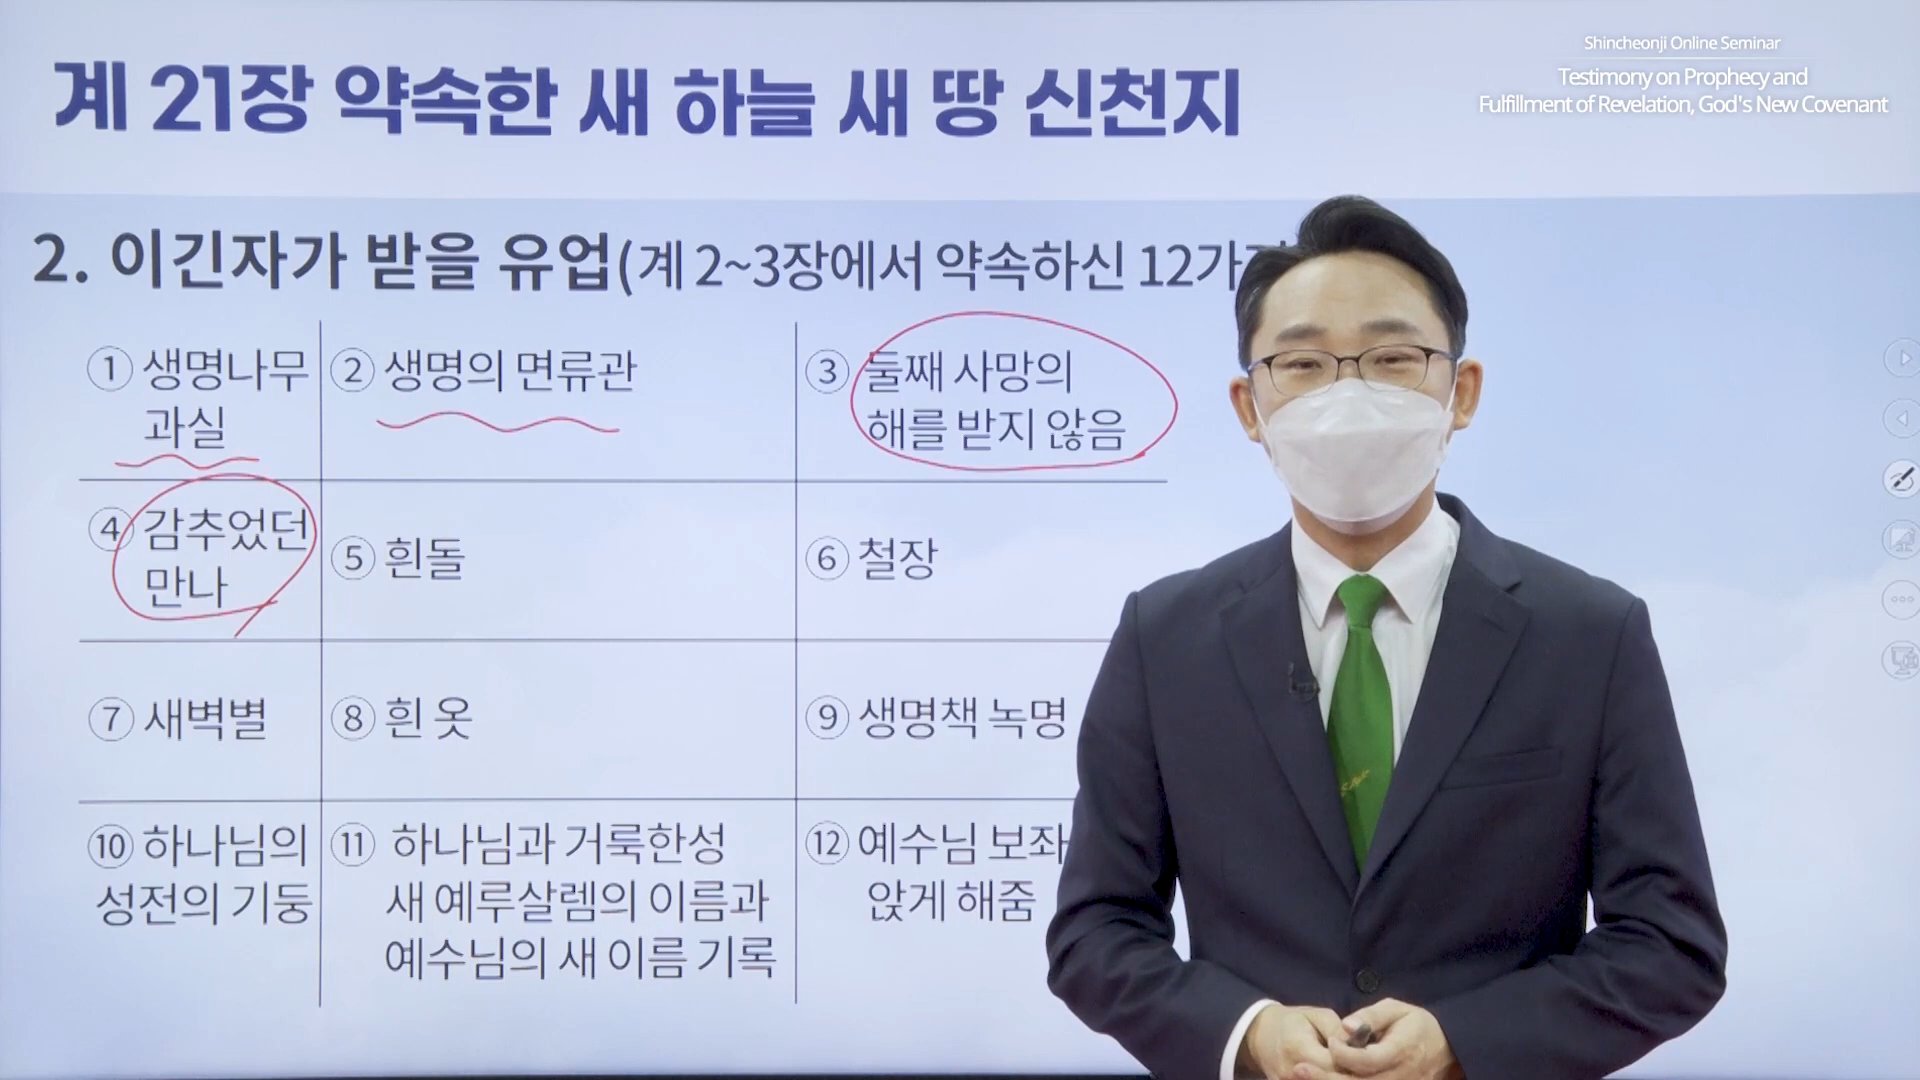 계 21장 약속한 새 하늘 새 땅 신천지
Shincheonji Online Seminar
Testimony on Prophecy and
Fulfillment of Revelation, God's New Covenant
2. 이긴자가 받을 유업(계 2~3장에서 약속하신
① 생명나무
과실
② 생명의 면류관
③ 둘째 사망의
해를 받지 않음
④ 감추었던
만나
⑤ 흰돌
⑥ 철장
⑦ 새벽별
⑧ 흰 옷
⑨ 생명책 녹명
⑩ 하나님의
성전의 기둥
⑪ 하나님과 거룩한성
새 예루살렘의 이름과
예수님의 새 이름 기록
⑫ 예수님 보좌
앉게 해줌